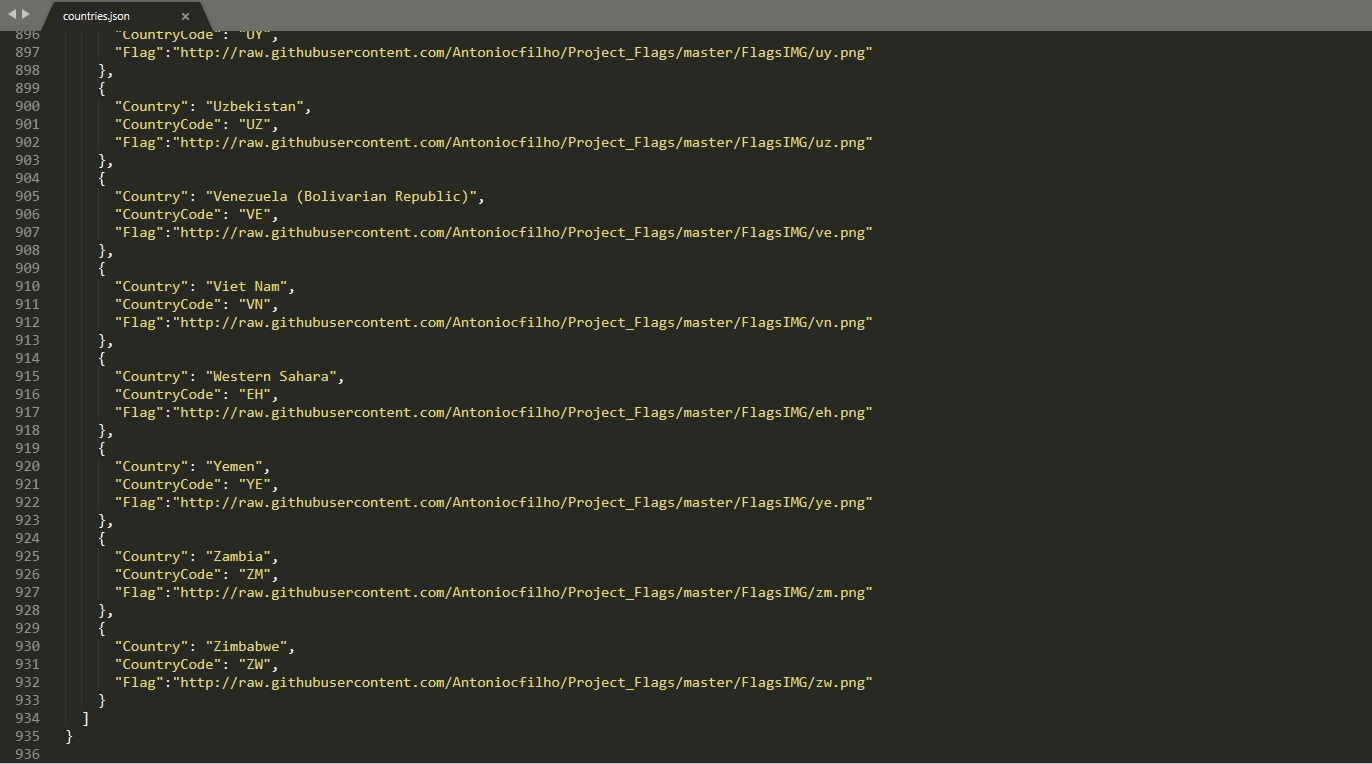 countries.json ×
896 "CountryCode": "UY",
897 "Flag":"http://raw.githubusercontent.com/Antoniocfilho/Project_Flags/master/FlagsIMG/uy.png"
898 },
899 {
900 "Country": "Uzbekistan",
901 "CountryCode": "UZ",
902 "Flag":"http://raw.githubusercontent.com/Antoniocfilho/Project_Flags/master/FlagsIMG/uz.png"
903 },
904 {
905 "Country": "Venezuela (Bolivarian Republic)",
906 "CountryCode": "VE",
907 "Flag":"http://raw.githubusercontent.com/Antoniocfilho/Project_Flags/master/FlagsIMG/ve.png"
908 },
909 {
910 "Country": "Viet Nam",
911 "CountryCode": "VN",
912 "Flag":"http://raw.githubusercontent.com/Antoniocfilho/Project_Flags/master/FlagsIMG/vn.png"
913 },
914 {
915 "Country": "Western Sahara",
916 "CountryCode": "EH",
917 "Flag":"http://raw.githubusercontent.com/Antoniocfilho/Project_Flags/master/FlagsIMG/eh.png"
918 },
919 {
920 "Country": "Yemen",
921 "CountryCode": "YE",
922 "Flag":"http://raw.githubusercontent.com/Antoniocfilho/Project_Flags/master/FlagsIMG/ye.png"
923 },
924 {
925 "Country": "Zambia",
926 "CountryCode": "ZM",
927 "Flag":"http://raw.githubusercontent.com/Antoniocfilho/Project_Flags/master/FlagsIMG/zm.png"
928 },
929 {
930 "Country": "Zimbabwe",
931 "CountryCode": "ZW",
932 "Flag":"http://raw.githubusercontent.com/Antoniocfilho/Project_Flags/master/FlagsIMG/zw.png"
933 }
934 ]
935 }
936